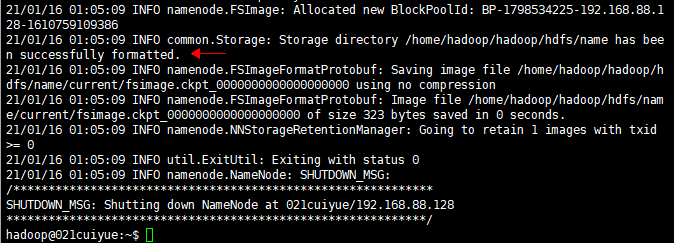 21/01/16 01:05:09 INFO namenode.FSImage: Allocated new BlockPoolId: BP-1798534225-192.168.88.1
28-1610759109386
21/01/16 01:05:09 INFO common.Storage: Storage directory /home/hadoop/hadoop/hdfs/name has bee
n successfully formatted.
21/01/16 01:05:09 INFO namenode.FSImageFormatProtobuf: Saving image file /home/hadoop/hadoop/h
dfs/name/current/fsimage.ckpt_0000000000000000000 using no compression
21/01/16 01:05:09 INFO namenode.FSImageFormatProtobuf: Image file /home/hadoop/hadoop/hdfs/nam
e/current/fsimage.ckpt_0000000000000000000 of size 323 bytes saved in 0 seconds.
21/01/16 01:05:09 INFO namenode.NNStorageRetentionManager: Going to retain 1 images with txid
>= 0
21/01/16 01:05:09 INFO util.ExitUtil: Exiting with status 0
21/01/16 01:05:09 INFO namenode.NameNode: SHUTDOWN_MSG:
/************************************************************
SHUTDOWN_MSG: Shutting down NameNode at 021cuiyue/192.168.88.128
************************************************************/
hadoop@021cuiyue:~$